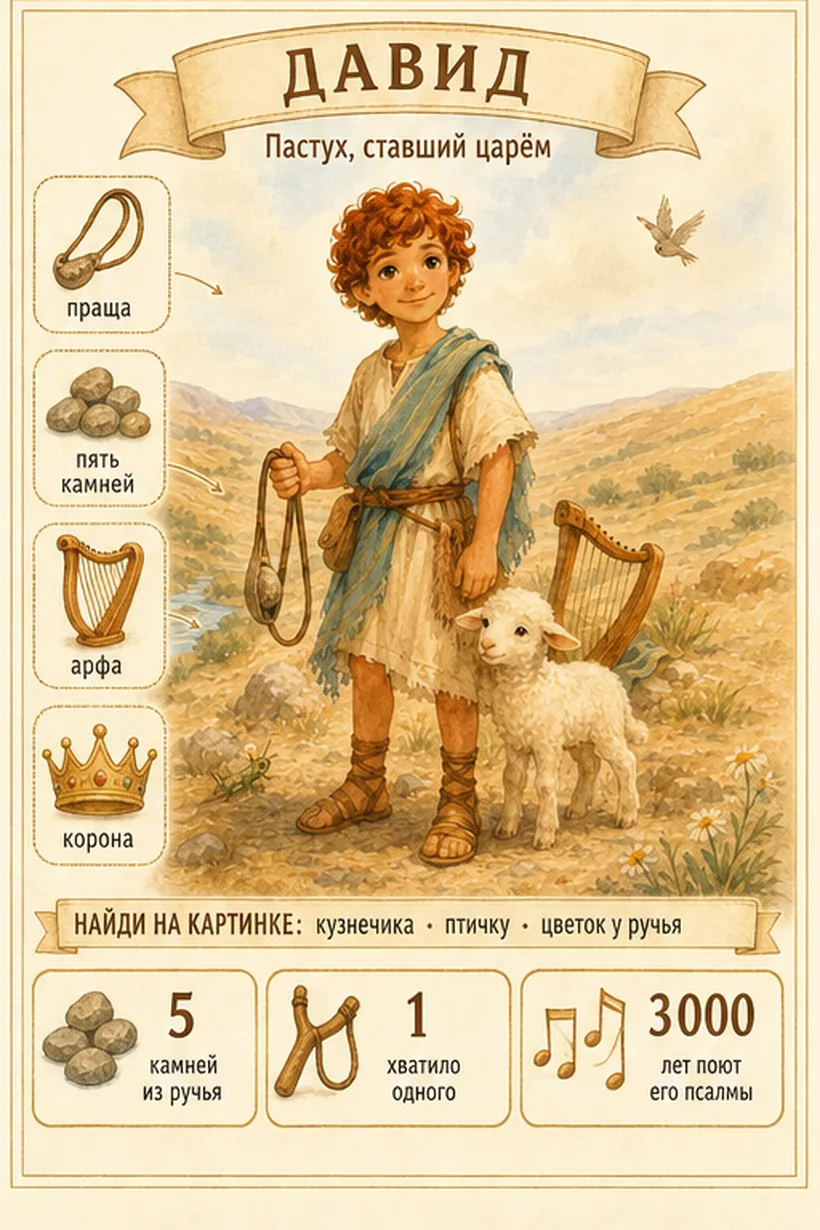 ДАВИД
Пастух, ставший царём
праща
пять
камней
арфа
корона
НАЙДИ НА КАРТИНКЕ: кузнечика · птичку · цветок у ручья
5
камней
из ручья
1
хватило
одного
3000
лет поют
его псалмы